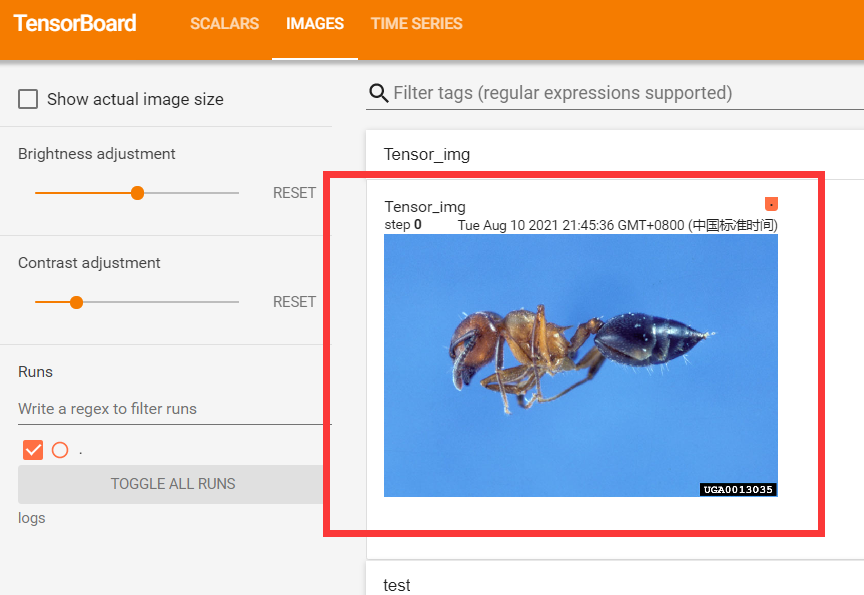 TensorBoard
SCALARS
IMAGES
TIME SERIES
Show actual image size
Filter tags (regular expressions supported)
Brightness adjustment
RESET
Contrast adjustment
RESET
Runs
Write a regex to filter runs
.
TOGGLE ALL RUNS
logs
Tensor_img
Tensor_img
step 0
Tue Aug 10 2021 21:45:36 GMT+0800 (中国标准时间)
.
UGA0013035
test